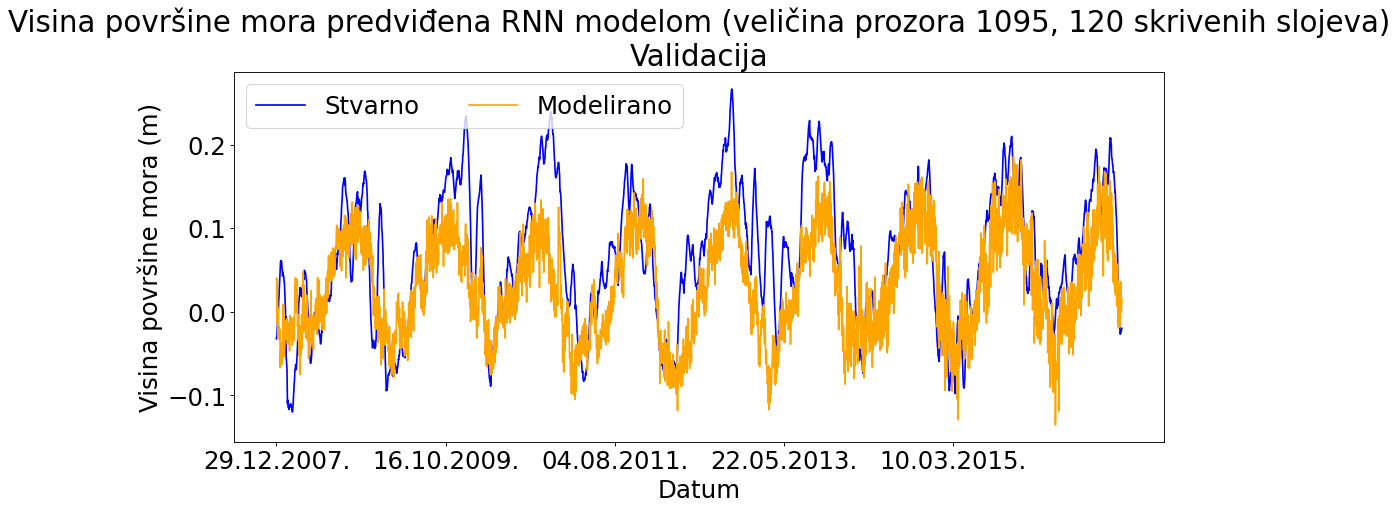 Visina površine mora predviđena RNN modelom (veličina prozora 1095, 120 skrivenih slojeva)
Validacija
Stvarno Modelirano
Visina površine mora (m)
0.2
0.1
0.0
−0.1
29.12.2007. 16.10.2009. 04.08.2011. 22.05.2013. 10.03.2015.
Datum